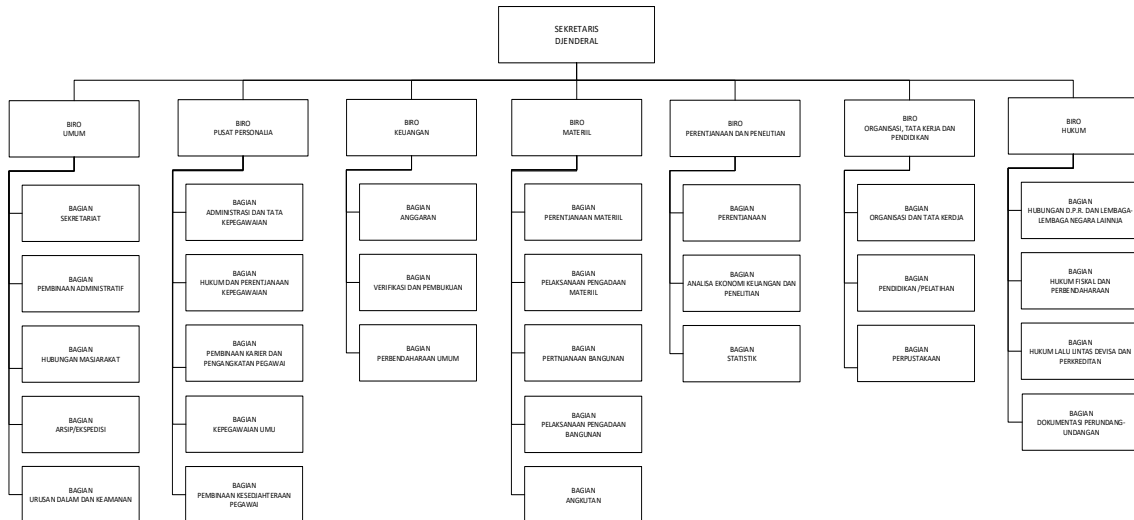 SEKRETARIS
DJENDERAL
BIRO
UMUM
BIRO
PUSAT PERSONALIA
BIRO
KEUANGAN
BIRO
MATERIIL
BIRO
PERENTJANAAN DAN PENELITIAN
BIRO
ORGANISASI, TATA KERJA DAN
PENDIDIKAN
BIRO
HUKUM
BAGIAN
SEKRETARIAT
BAGIAN
ADMINISTRASI DAN TATA
KEPEGAWAIAN
BAGIAN
ANGGARAN
BAGIAN
PERENTJANAAN MATERIIL
BAGIAN
PERENTJANAAN
BAGIAN
ORGANISASI DAN TATA KERDJA
BAGIAN
HUBUNGAN D.P.R. DAN LEMBAGA-
LEMBAGA NEGARA LAINNJA
BAGIAN
PEMBINAAN ADMINISTRATIF
BAGIAN
HUKUM DAN PERENTJANAAN
KEPEGAWAIAN
BAGIAN
VERIFIKASI DAN PEMBUKUAN
BAGIAN
PELAKSANAAN PENGADAAN
MATERIIL
BAGIAN
ANALISA EKONOMI KEUANGAN DAN
PENELITIAN
BAGIAN
PENDIDIKAN /PELATIHAN
BAGIAN
HUKUM FISKAL DAN
PERBENDAHARAAN
BAGIAN
HUBUNGAN MASJARAKAT
BAGIAN
PEMBINAAN KARIER DAN
PENGANGKATAN PEGAWAI
BAGIAN
PERBENDAHARAAN UMUM
BAGIAN
PERTNJANAAN BANGUNAN
BAGIAN
STATISTIK
BAGIAN
PERPUSTAKAAN
BAGIAN
HUKUM LALU LINTAS DEVISA DAN
PERKREDITAN
BAGIAN
ARSIP/EKSPEDISI
BAGIAN
KEPEGAWAIAN UMU
BAGIAN
PELAKSANAAN PENGADAAN
BANGUNAN
BAGIAN
DOKUMENTASI PERUNDANG-
UNDANGAN
BAGIAN
URUSAN DALAM DAN KEAMANAN
BAGIAN
PEMBINAAN KESEDJAHTERAAN
PEGAWAI
BAGIAN
ANGKUTAN